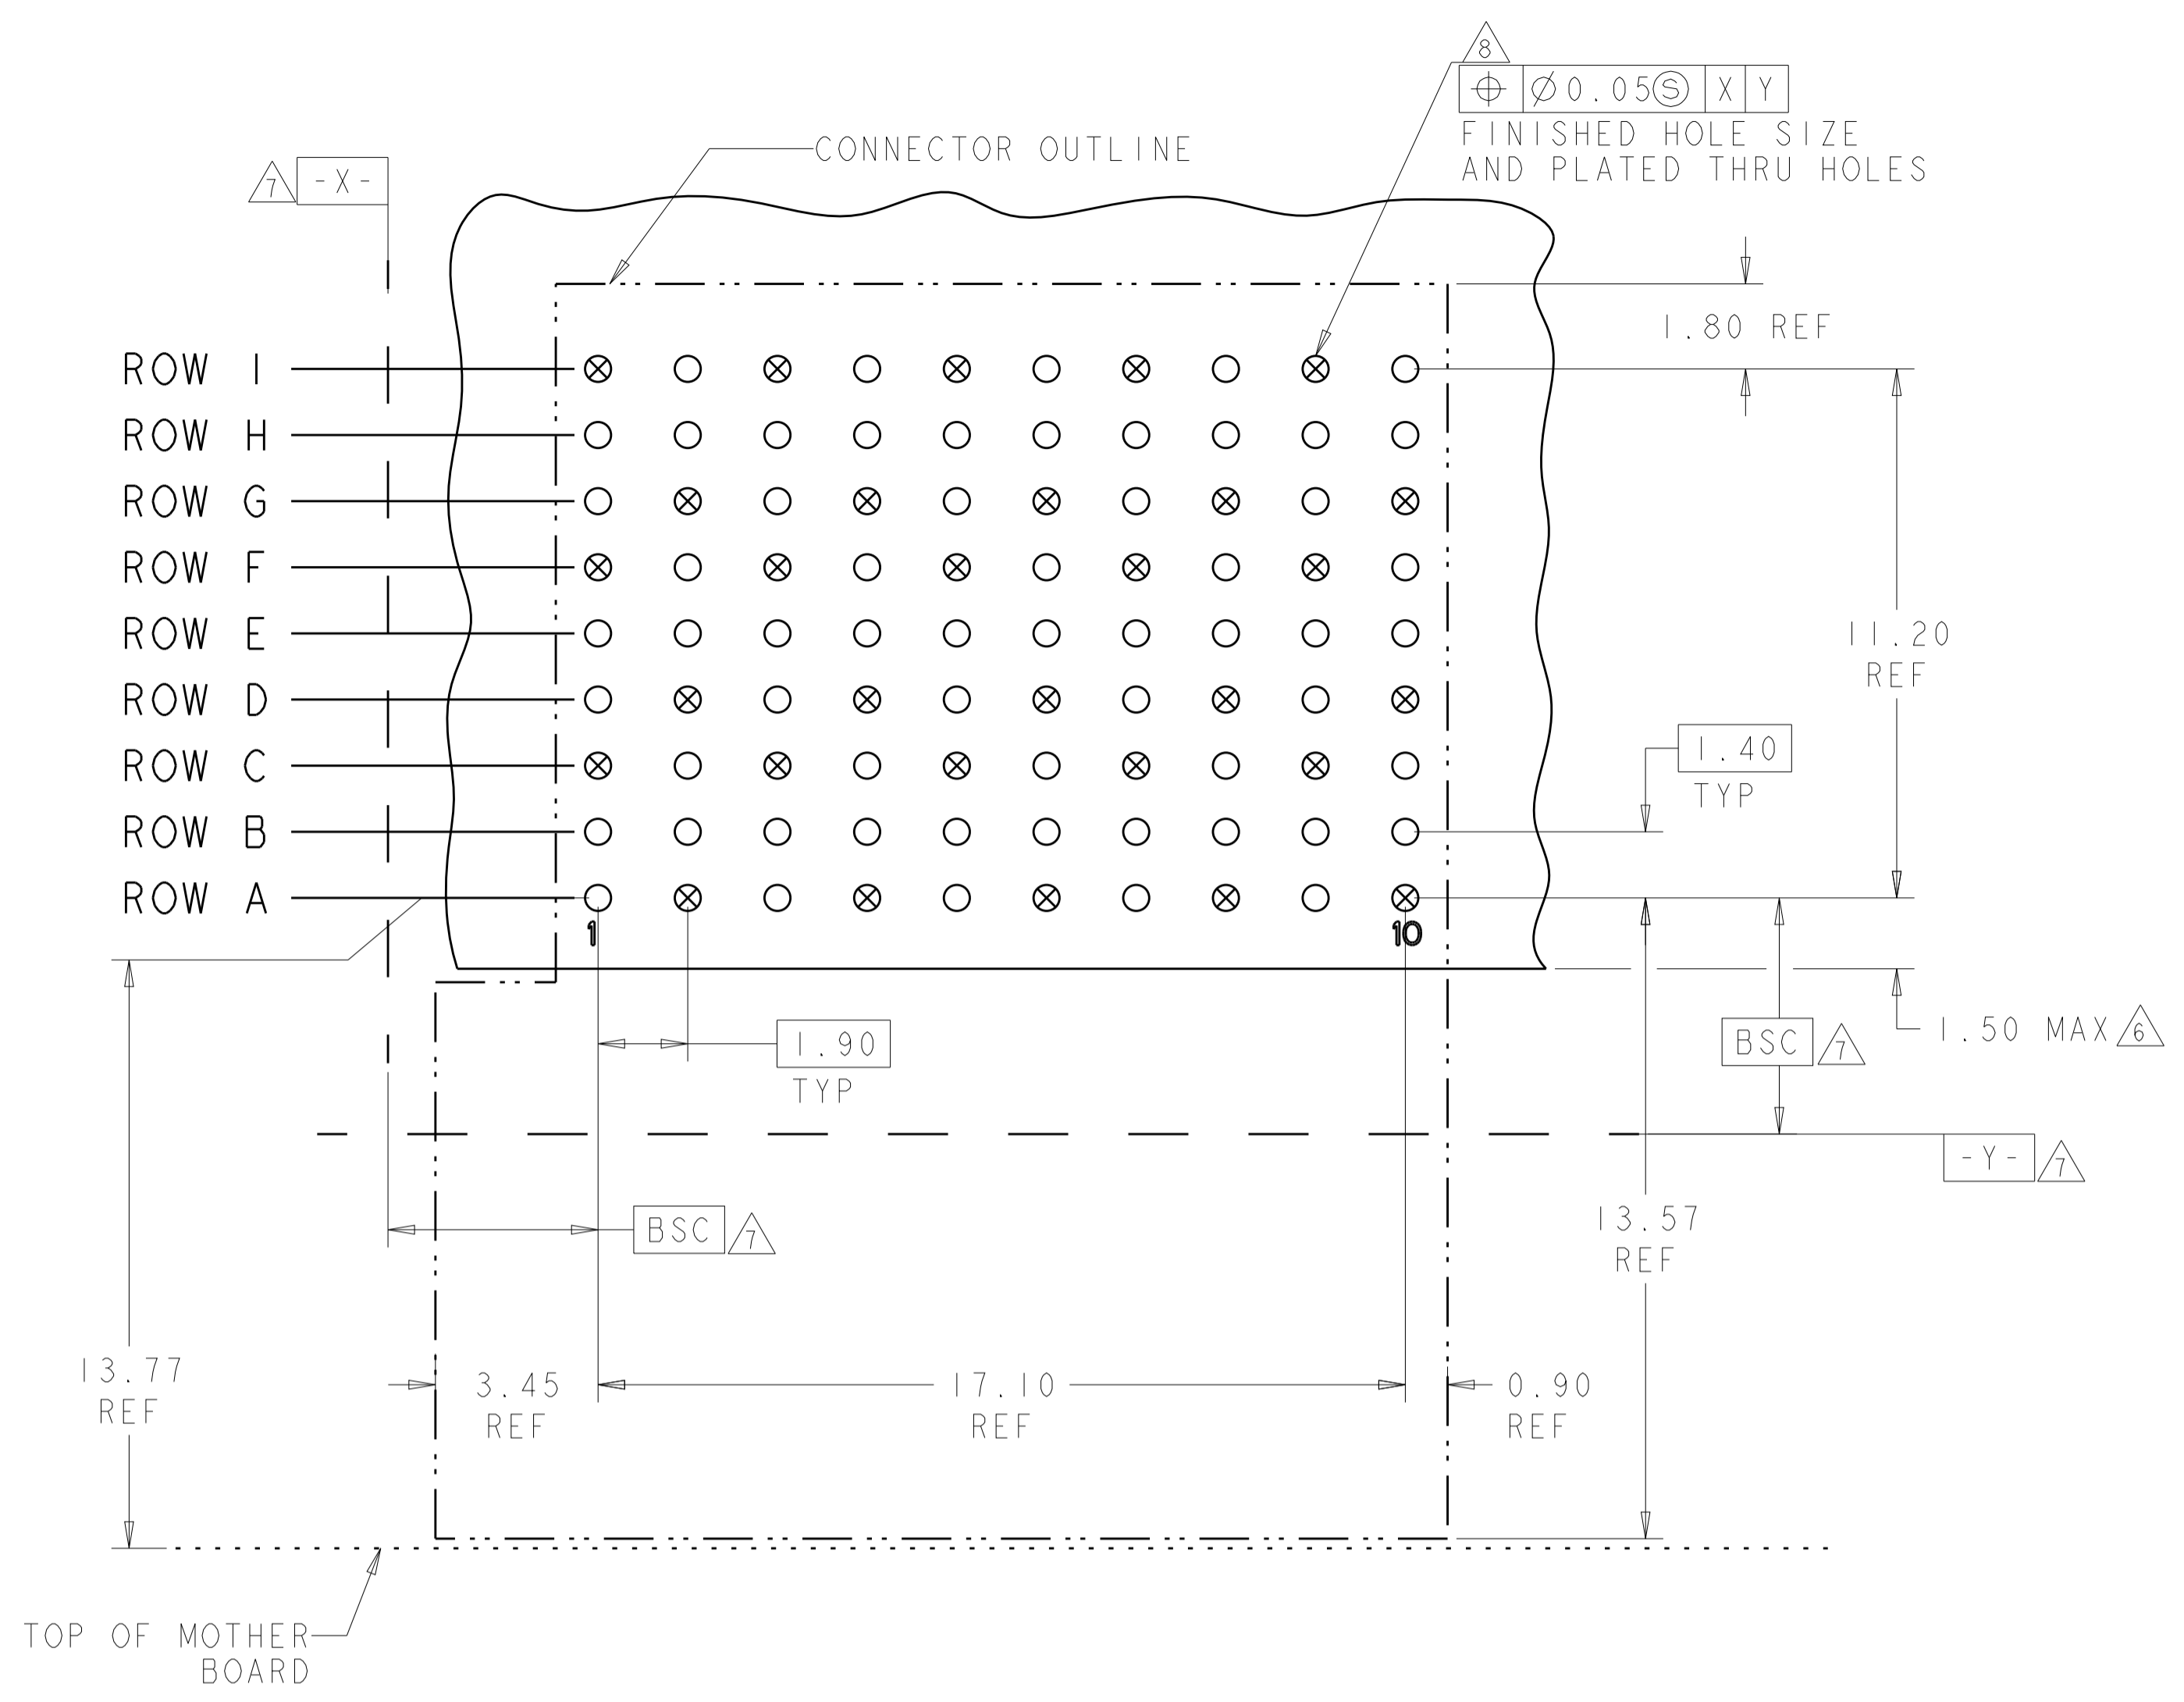 8
⌖ ⌀0.05Ⓢ X Y
FINISHED HOLE SIZE
AND PLATED THRU HOLES
CONNECTOR OUTLINE
7 -X-
1.80 REF
ROW I
ROW H
ROW G
ROW F
ROW E
ROW D
ROW C
ROW B
ROW A
11.20
REF
1.40
TYP
1
10
1.90
TYP
BSC 7
1.50 MAX 6
-Y- 7
BSC 7
13.57
REF
13.77
REF
3.45
REF
17.10
REF
0.90
REF
TOP OF MOTHER
BOARD